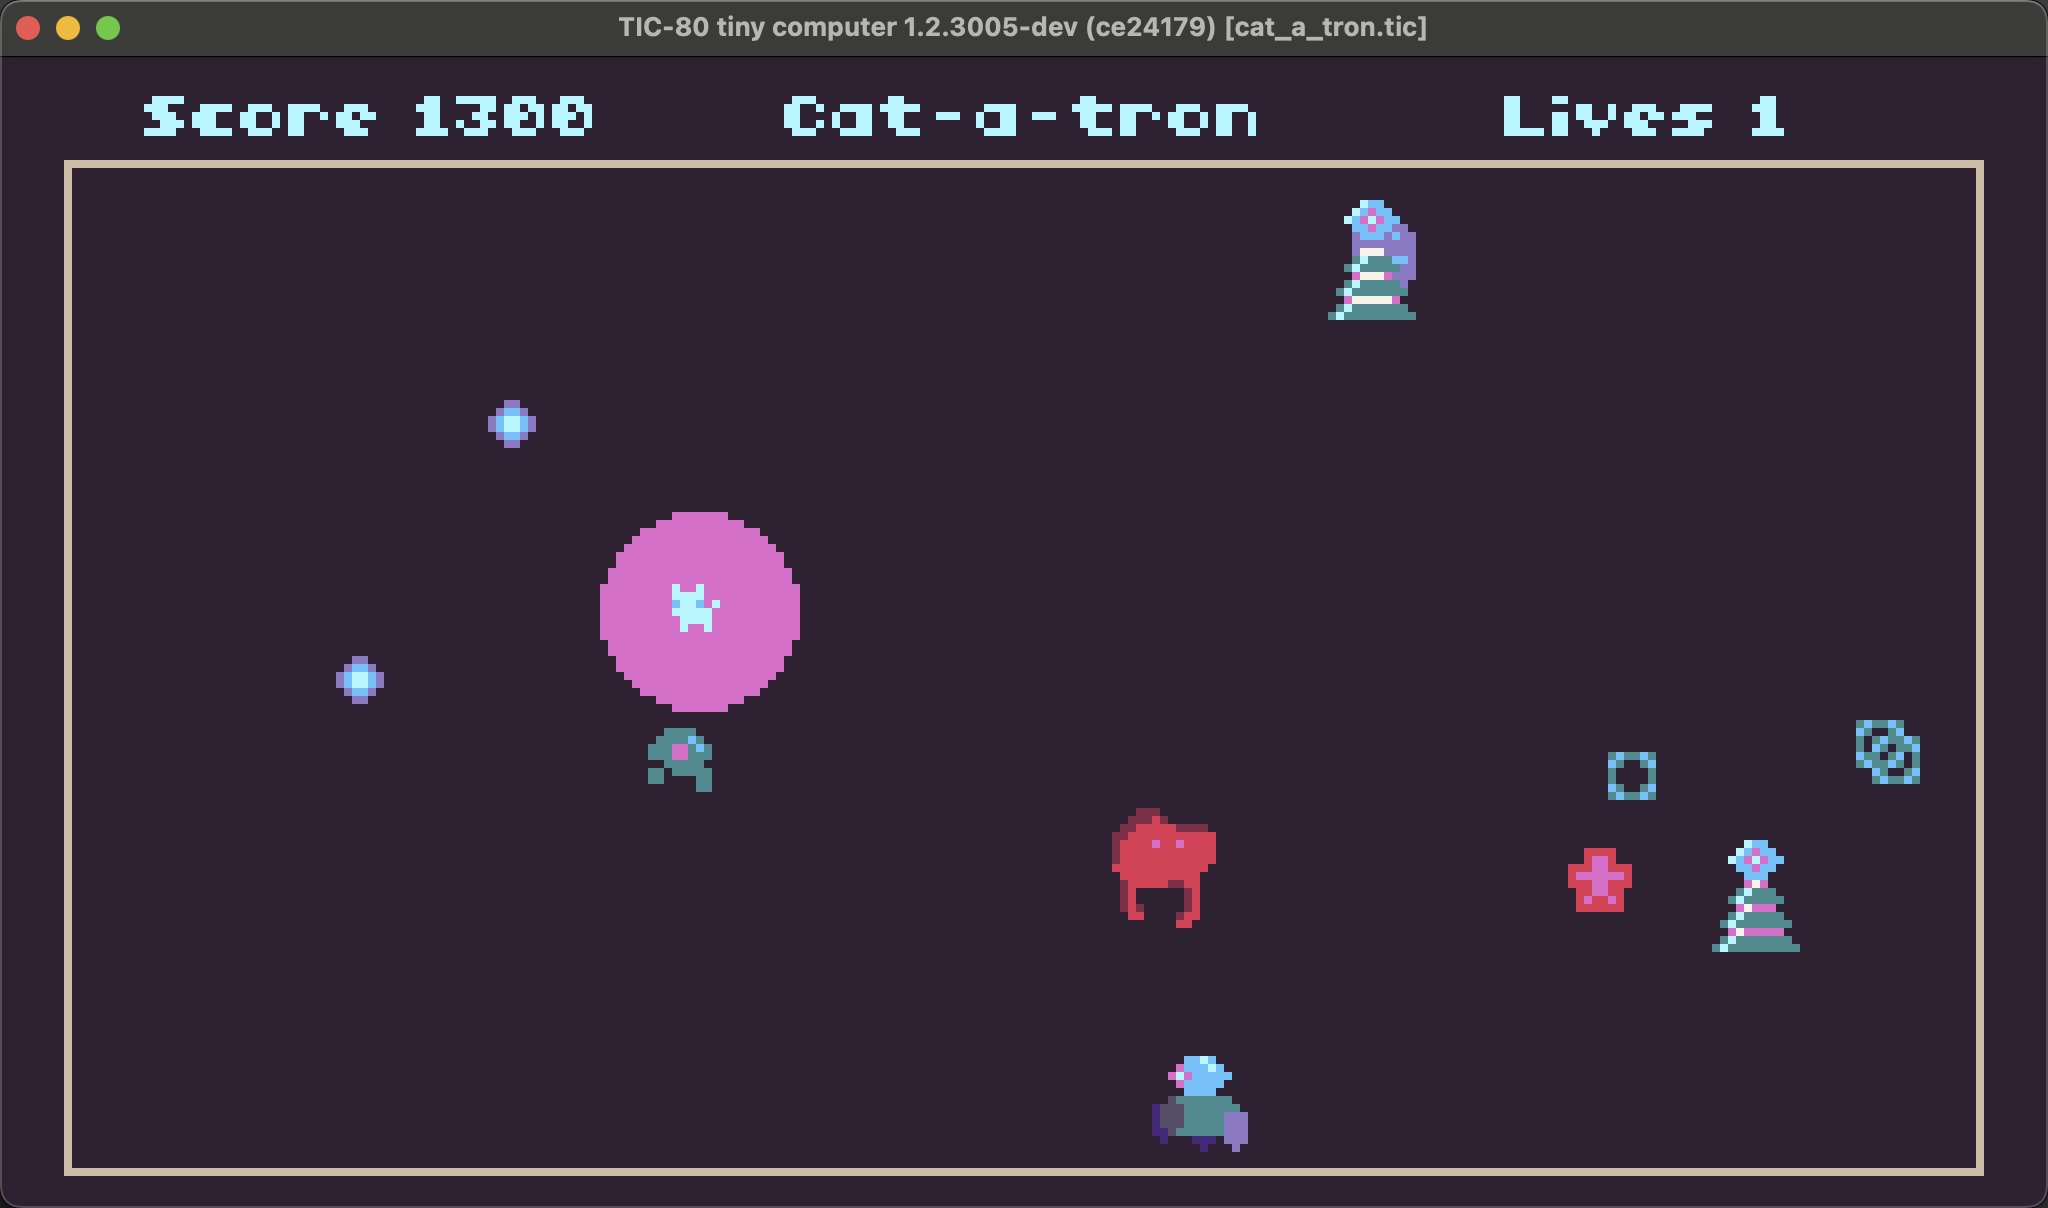 TIC-80 tiny computer 1.2.3005-dev (ce24179) [cat_a_tron.tic]
Score 1300 Cat-a-tron Lives 1